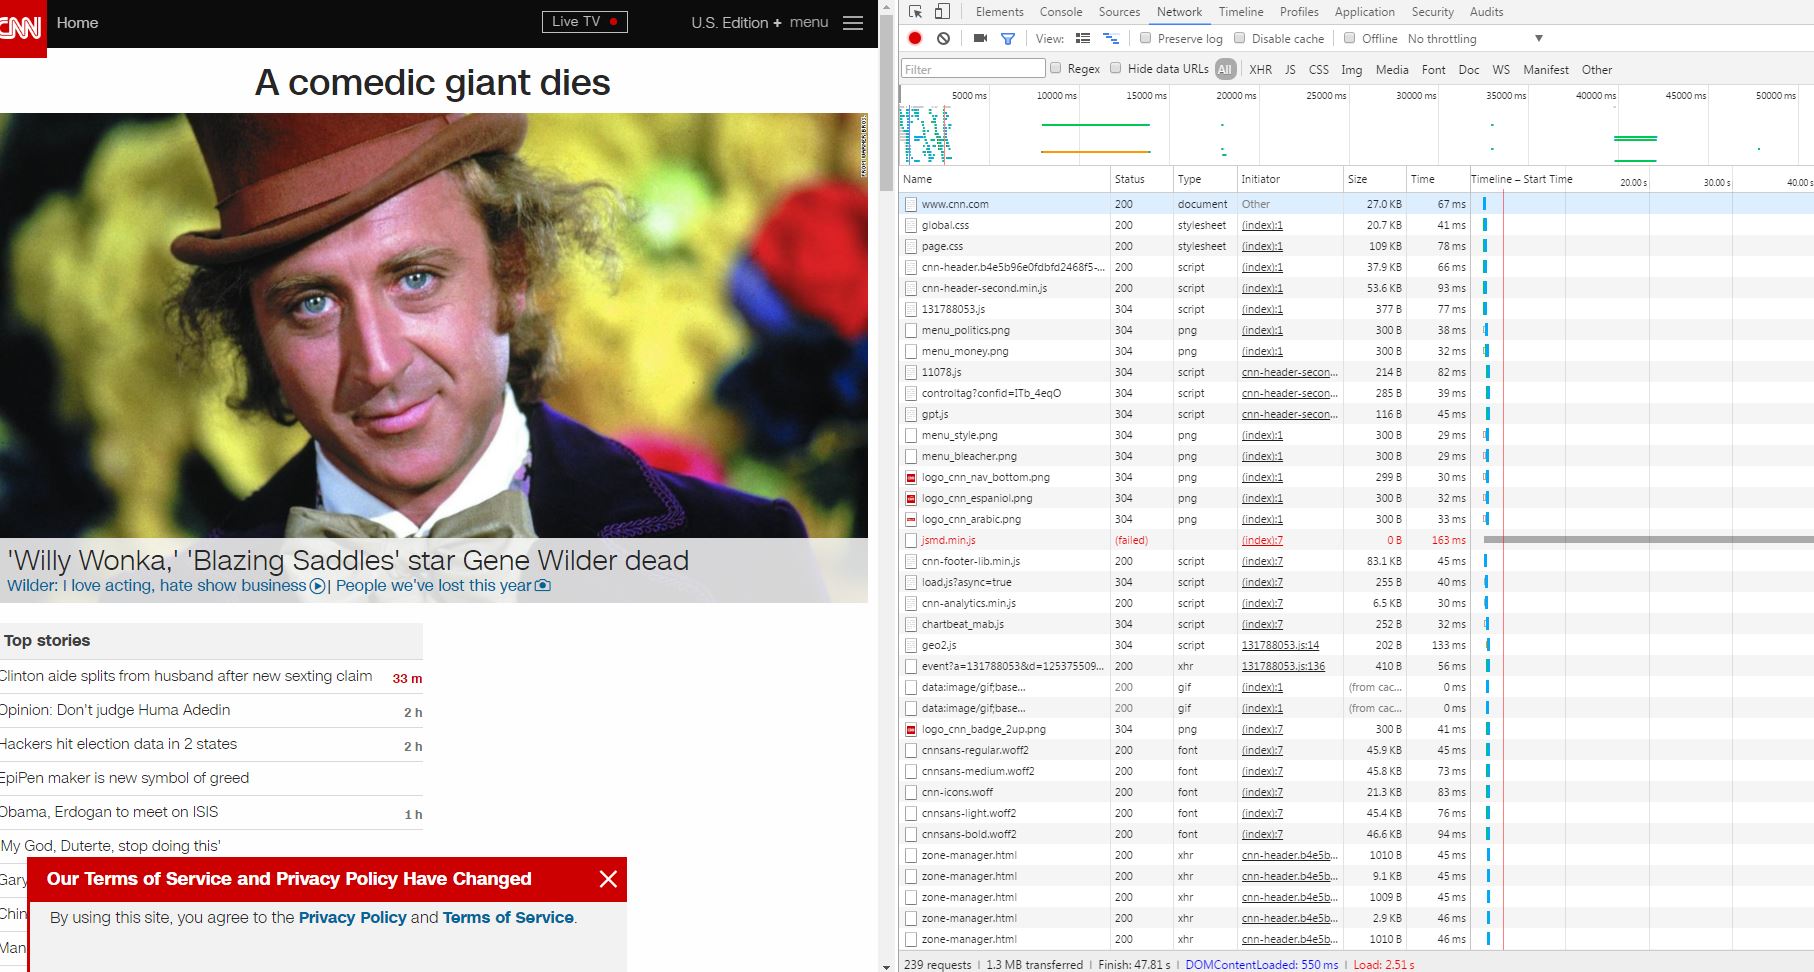 CNN Home Live TV U.S. Edition + menu
A comedic giant dies
FROM WARNER BROS.
'Willy Wonka,' 'Blazing Saddles' star Gene Wilder dead
Wilder: I love acting, hate show business | People we've lost this year
Top stories
Clinton aide splits from husband after new sexting claim 33 m
Opinion: Don't judge Huma Adedin 2 h
Hackers hit election data in 2 states 2 h
EpiPen maker is new symbol of greed
Obama, Erdogan to meet on ISIS 1 h
'My God, Duterte, stop doing this'
Gary
Chin
Man
Our Terms of Service and Privacy Policy Have Changed
By using this site, you agree to the Privacy Policy and Terms of Service.
Elements Console Sources Network Timeline Profiles Application Security Audits
View: Preserve log Disable cache Offline No throttling
Filter Regex Hide data URLs All XHR JS CSS Img Media Font Doc WS Manifest Other
5000 ms 10000 ms 15000 ms 20000 ms 25000 ms 30000 ms 35000 ms 40000 ms 45000 ms 50000 ms
Name Status Type Initiator Size Time Timeline – Start Time 20.00 s 30.00 s 40.00 s
www.cnn.com 200 document Other 27.0 KB 67 ms
global.css 200 stylesheet (index):1 20.7 KB 41 ms
page.css 200 stylesheet (index):1 109 KB 78 ms
cnn-header.b4e5b96e0fdbfd2468f5-... 200 script (index):1 37.9 KB 66 ms
cnn-header-second.min.js 200 script (index):1 53.6 KB 93 ms
131788053.js 304 script (index):1 377 B 77 ms
menu_politics.png 304 png (index):1 300 B 38 ms
menu_money.png 304 png (index):1 300 B 32 ms
11078.js 304 script cnn-header-secon... 214 B 82 ms
controltag?confid=ITb_4eqO 304 script cnn-header-secon... 285 B 39 ms
gpt.js 304 script cnn-header-secon... 116 B 45 ms
menu_style.png 304 png (index):1 300 B 29 ms
menu_bleacher.png 304 png (index):1 300 B 29 ms
logo_cnn_nav_bottom.png 304 png (index):1 299 B 30 ms
logo_cnn_espaniol.png 304 png (index):1 300 B 32 ms
logo_cnn_arabic.png 304 png (index):1 300 B 33 ms
jsmd.min.js (failed) (index):7 0 B 163 ms
cnn-footer-lib.min.js 200 script (index):7 83.1 KB 45 ms
load.js?async=true 304 script (index):7 255 B 40 ms
cnn-analytics.min.js 200 script (index):7 6.5 KB 30 ms
chartbeat_mab.js 304 script (index):7 252 B 32 ms
geo2.js 304 script 131788053.js:14 202 B 133 ms
event?a=131788053&d=125375509... 200 xhr 131788053.js:136 410 B 56 ms
data:image/gif;base... 200 gif (index):1 (from cac... 0 ms
data:image/gif;base... 200 gif (index):1 (from cac... 0 ms
logo_cnn_badge_2up.png 304 png (index):7 300 B 41 ms
cnnsans-regular.woff2 200 font (index):7 45.9 KB 45 ms
cnnsans-medium.woff2 200 font (index):7 45.8 KB 73 ms
cnn-icons.woff 200 font (index):7 21.3 KB 83 ms
cnnsans-light.woff2 200 font (index):7 45.4 KB 76 ms
cnnsans-bold.woff2 200 font (index):7 46.6 KB 94 ms
zone-manager.html 200 xhr cnn-header.b4e5b... 1010 B 45 ms
zone-manager.html 200 xhr cnn-header.b4e5b... 9.1 KB 45 ms
zone-manager.html 200 xhr cnn-header.b4e5b... 1009 B 45 ms
zone-manager.html 200 xhr cnn-header.b4e5b... 2.9 KB 46 ms
zone-manager.html 200 xhr cnn-header.b4e5b... 1010 B 46 ms
239 requests | 1.3 MB transferred | Finish: 47.81 s | DOMContentLoaded: 550 ms | Load: 2.51 s